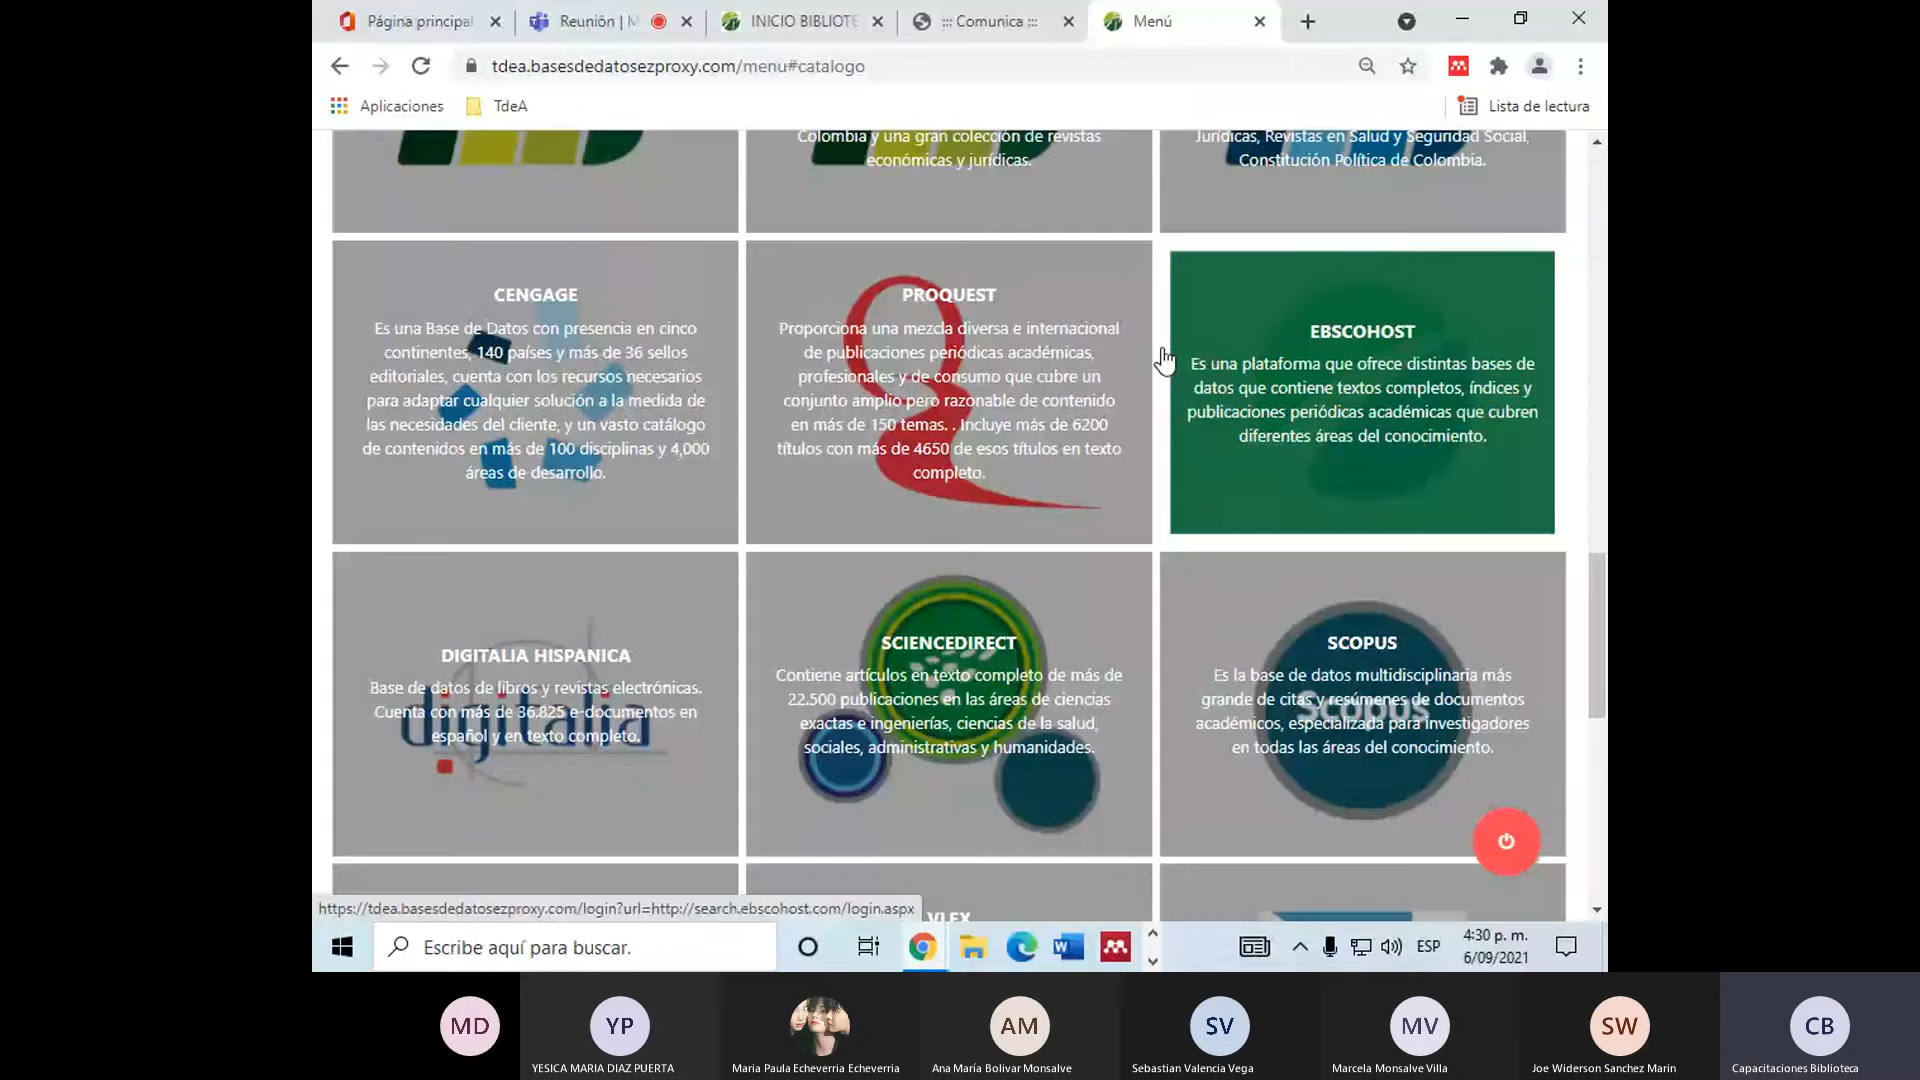 Página principal
Reunión | M
INICIO BIBLIOTE
::: Comunica :::
Menú
tdea.basesdedatosezproxy.com/menu#catalogo
Aplicaciones
TdeA
Lista de lectura
Colombia y una gran colección de revistas
económicas y jurídicas.
Jurídicas, Revistas en Salud y Seguridad Social,
Constitución Política de Colombia.
CENGAGE
Es una Base de Datos con presencia en cinco
continentes, 140 países y más de 36 sellos
editoriales, cuenta con los recursos necesarios
para adaptar cualquier solución a la medida de
las necesidades del cliente, y un vasto catálogo
de contenidos en más de 100 disciplinas y 4,000
áreas de desarrollo.
PROQUEST
Proporciona una mezcla diversa e internacional
de publicaciones periódicas académicas,
profesionales y de consumo que cubre un
conjunto amplio pero razonable de contenido
en más de 150 temas. . Incluye más de 6200
títulos con más de 4650 de esos títulos en texto
completo.
EBSCOHOST
Es una plataforma que ofrece distintas bases de
datos que contiene textos completos, índices y
publicaciones periódicas académicas que cubren
diferentes áreas del conocimiento.
DIGITALIA HISPANICA
Base de datos de libros y revistas electrónicas.
Cuenta con más de 36.825 e-documentos en
español y en texto completo.
digitalia
SCIENCEDIRECT
Contiene artículos en texto completo de más de
22.500 publicaciones en las áreas de ciencias
exactas e ingenierías, ciencias de la salud,
sociales, administrativas y humanidades.
SCOPUS
Es la base de datos multidisciplinaria más
grande de citas y resúmenes de documentos
académicos, especializada para investigadores
en todas las áreas del conocimiento.
Scopus
VLEX
https://tdea.basesdedatosezproxy.com/login?url=http://search.ebscohost.com/login.aspx
Escribe aquí para buscar.
ESP
4:30 p. m.
6/09/2021
MD
YP
AM
SV
MV
SW
CB
YESICA MARIA DIAZ PUERTA
Maria Paula Echeverria Echeverria
Ana María Bolivar Monsalve
Sebastian Valencia Vega
Marcela Monsalve Villa
Joe Widerson Sanchez Marin
Capacitaciones Biblioteca